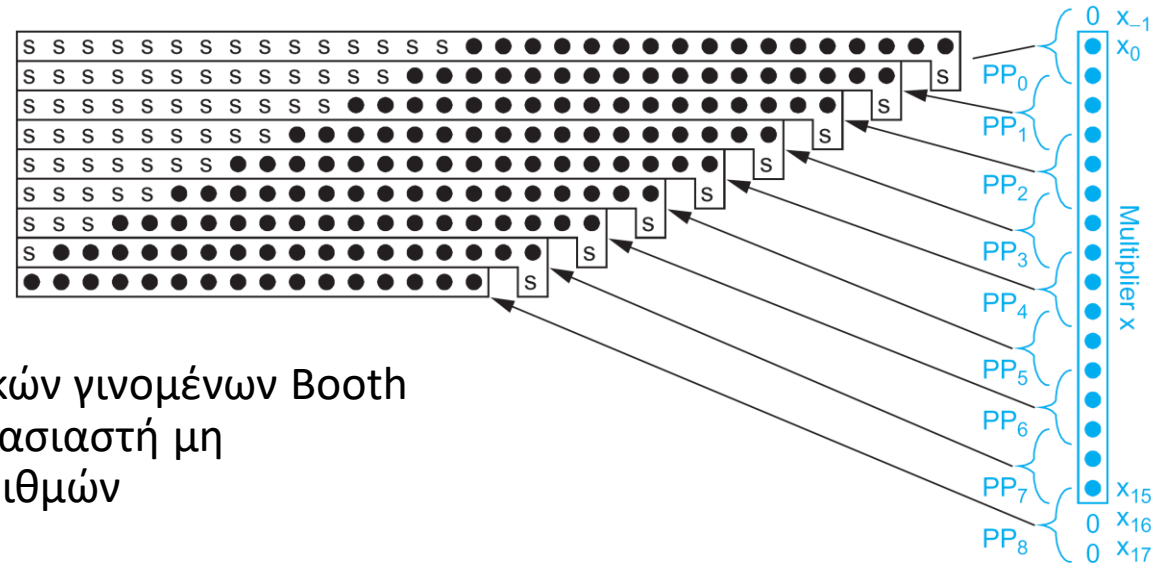 s s s s s s s s s s s s s s s
s s s s s s s s s s s s s s
s s s s s s s s s s s s
s s s s s s s s s s
s s s s s s s s
s s s s s s
s s s s
s s
s
0 x₋₁
x₀
PP₀
PP₁
PP₂
PP₃
PP₄
PP₅
PP₆
PP₇
PP₈
x₁₅
0 x₁₆
0 x₁₇
Multiplier x
κών γινομένων Booth
ασιαστή μη
ιθμών